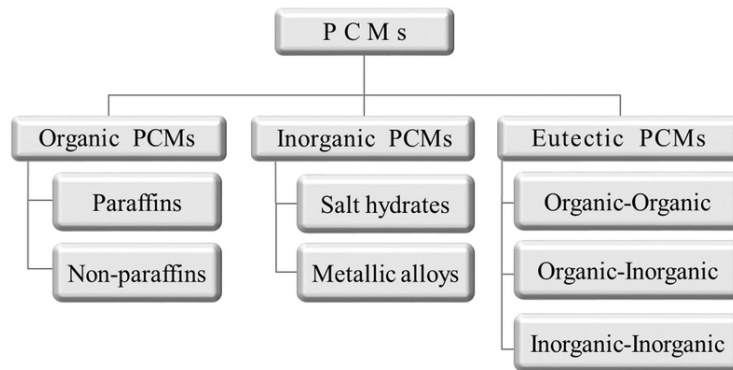 PCMs
Organic PCMs
Inorganic PCMs
Eutectic PCMs
Paraffins
Salt hydrates
Organic-Organic
Non-paraffins
Metallic alloys
Organic-Inorganic
Inorganic-Inorganic